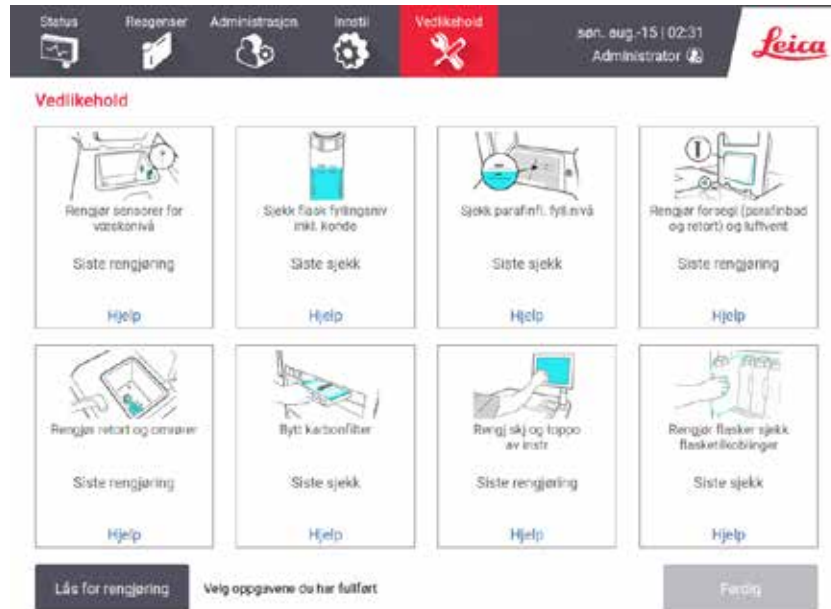 Status
Reagenser
Administrasjon
Innstil
Vedlikehold
søn. aug.-15 | 02:31
Administrator
Leica
Vedlikehold
Rengjør sensorer for
væskenivå
Siste rengjøring
Hjelp
Sjekk flask fyllingsniv
inkl. konde
Siste sjekk
Hjelp
Sjekk parafinfl. fyll.nivå
Siste sjekk
Hjelp
Rengjør forsegl (parafinbad
og retort) og luftvent
Siste rengjøring
Hjelp
Rengjør retort og omrører
Siste rengjøring
Hjelp
Bytt karbonfilter
Siste sjekk
Hjelp
Rengj skj og toppo
av instr
Siste rengjøring
Hjelp
Rengjør flasker sjekk
flasketilkoblinger
Siste sjekk
Hjelp
Lås for rengjøring
Velg oppgavene du har fullført
Ferdig